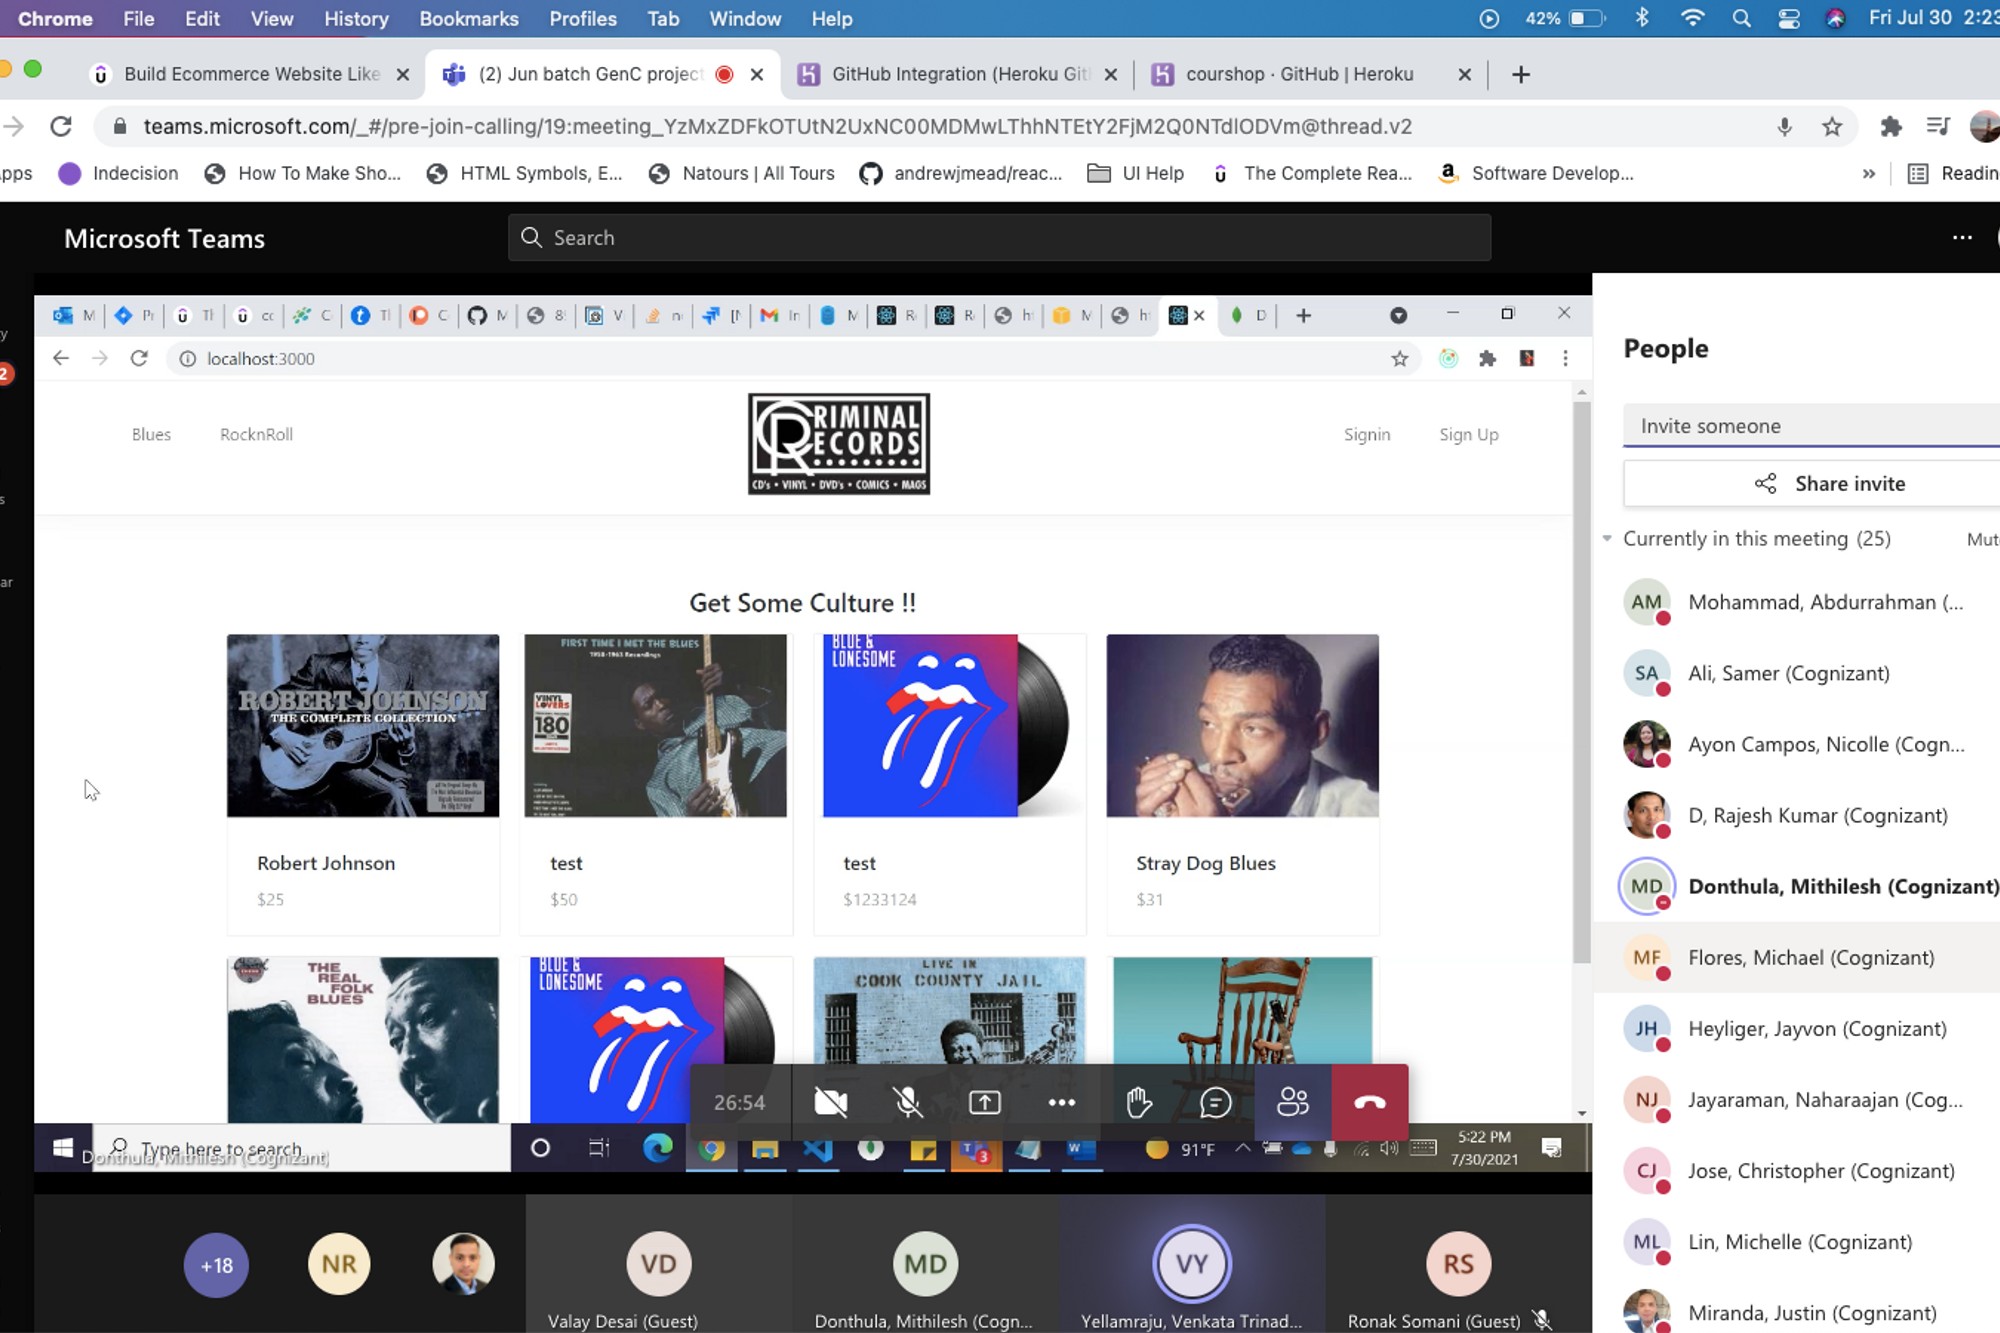 Chrome File Edit View History Bookmarks Profiles Tab Window Help 42% Fri Jul 30 2:23
Build Ecommerce Website Like (2) Jun batch GenC project GitHub Integration (Heroku Git courshop · GitHub | Heroku
teams.microsoft.com/_#/pre-join-calling/19:meeting_YzMxZDFkOTUtN2UxNC00MDMwLThhNTEtY2FjM2Q0NTdlODVm@thread.v2
pps Indecision How To Make Sho... HTML Symbols, E... Natours | All Tours andrewjmead/reac... UI Help The Complete Rea... Software Develop... » Readin
Microsoft Teams Search
localhost:3000
Blues RocknRoll
CRIMINAL RECORDS
CD's • VINYL • DVD's • COMICS • MAGS
Signin Sign Up
Get Some Culture !!
ROBERT JOHNSON
THE COMPLETE COLLECTION
FIRST TIME I MET THE BLUES
1958-1963 Recordings
VINYL LOVERS
180
BLUE &
LONESOME
Robert Johnson test test Stray Dog Blues
$25 $50 $1233124 $31
THE
REAL
FOLK
BLUES
BLUE &
LONESOME
LIVE IN
COOK COUNTY JAIL
26:54
Type here to search
Donthula, Mithilesh (Cognizant)
3
91°F
5:22 PM
7/30/2021
+18 NR VD MD VY RS
Valay Desai (Guest) Donthula, Mithilesh (Cogn... Yellamraju, Venkata Trinad... Ronak Somani (Guest)
People
Invite someone
Share invite
Currently in this meeting (25) Mut
AM Mohammad, Abdurrahman (...
SA Ali, Samer (Cognizant)
Ayon Campos, Nicolle (Cogn...
D, Rajesh Kumar (Cognizant)
MD Donthula, Mithilesh (Cognizant)
MF Flores, Michael (Cognizant)
JH Heyliger, Jayvon (Cognizant)
NJ Jayaraman, Naharaajan (Cog...
CJ Jose, Christopher (Cognizant)
ML Lin, Michelle (Cognizant)
Miranda, Justin (Cognizant)